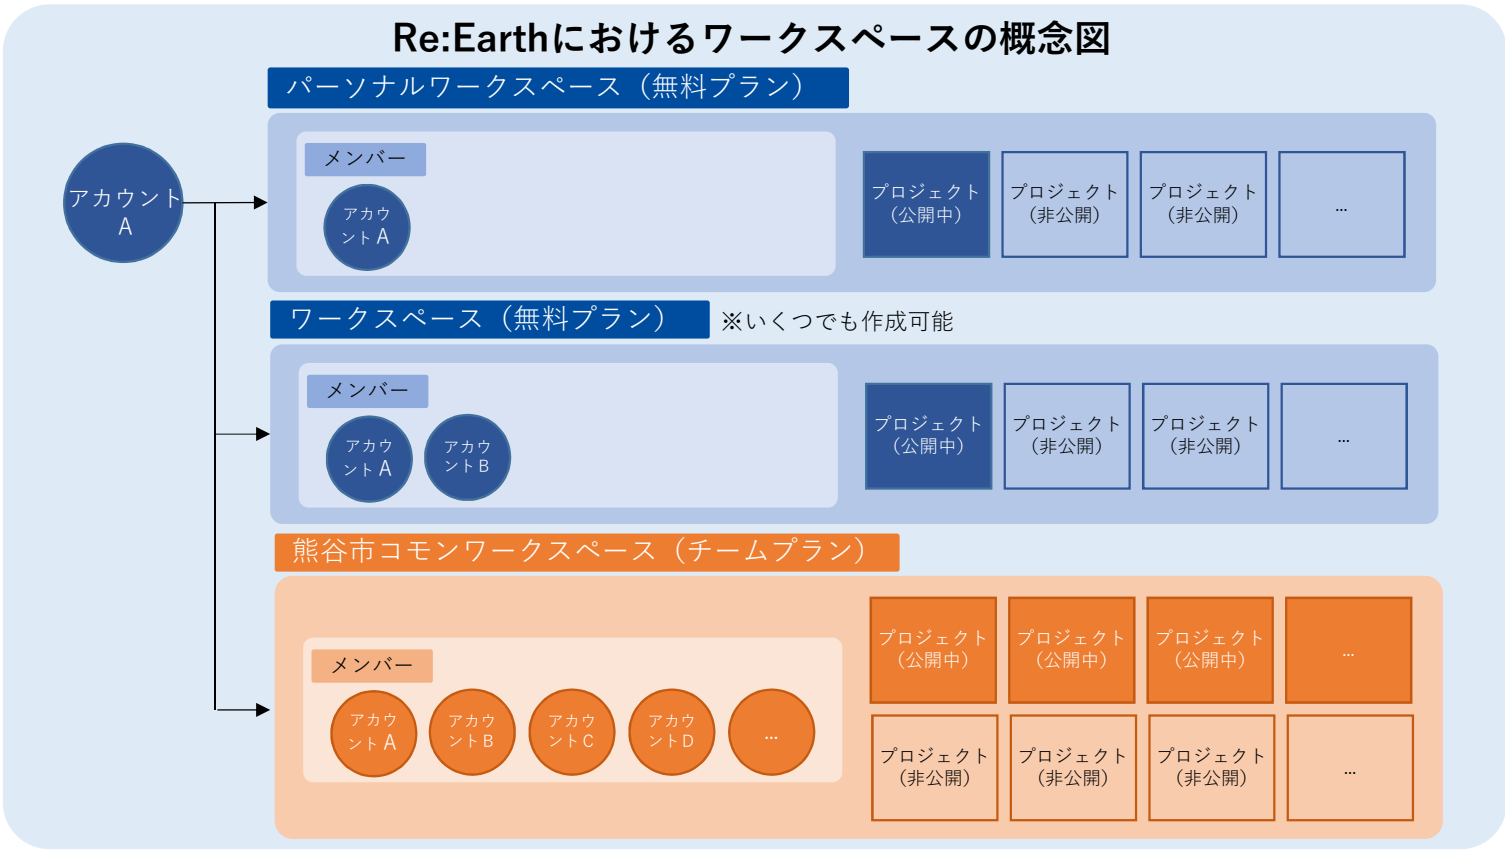 Re:Earthにおけるワークスペースの概念図
パーソナルワークスペース（無料プラン）
アカウント
A
メンバー
アカウ
ントA
プロジェクト
(公開中)
プロジェクト
(非公開)
プロジェクト
(非公開)
...
ワークスペース（無料プラン）
※いくつでも作成可能
メンバー
アカウ
ントA
アカウ
ントB
プロジェクト
(公開中)
プロジェクト
(非公開)
プロジェクト
(非公開)
...
熊谷市コモンワークスペース（チームプラン）
メンバー
アカウ
ントA
アカウ
ントB
アカウ
ントC
アカウ
ントD
...
プロジェクト
(公開中)
プロジェクト
(公開中)
プロジェクト
(公開中)
...
プロジェクト
(非公開)
プロジェクト
(非公開)
プロジェクト
(非公開)
...